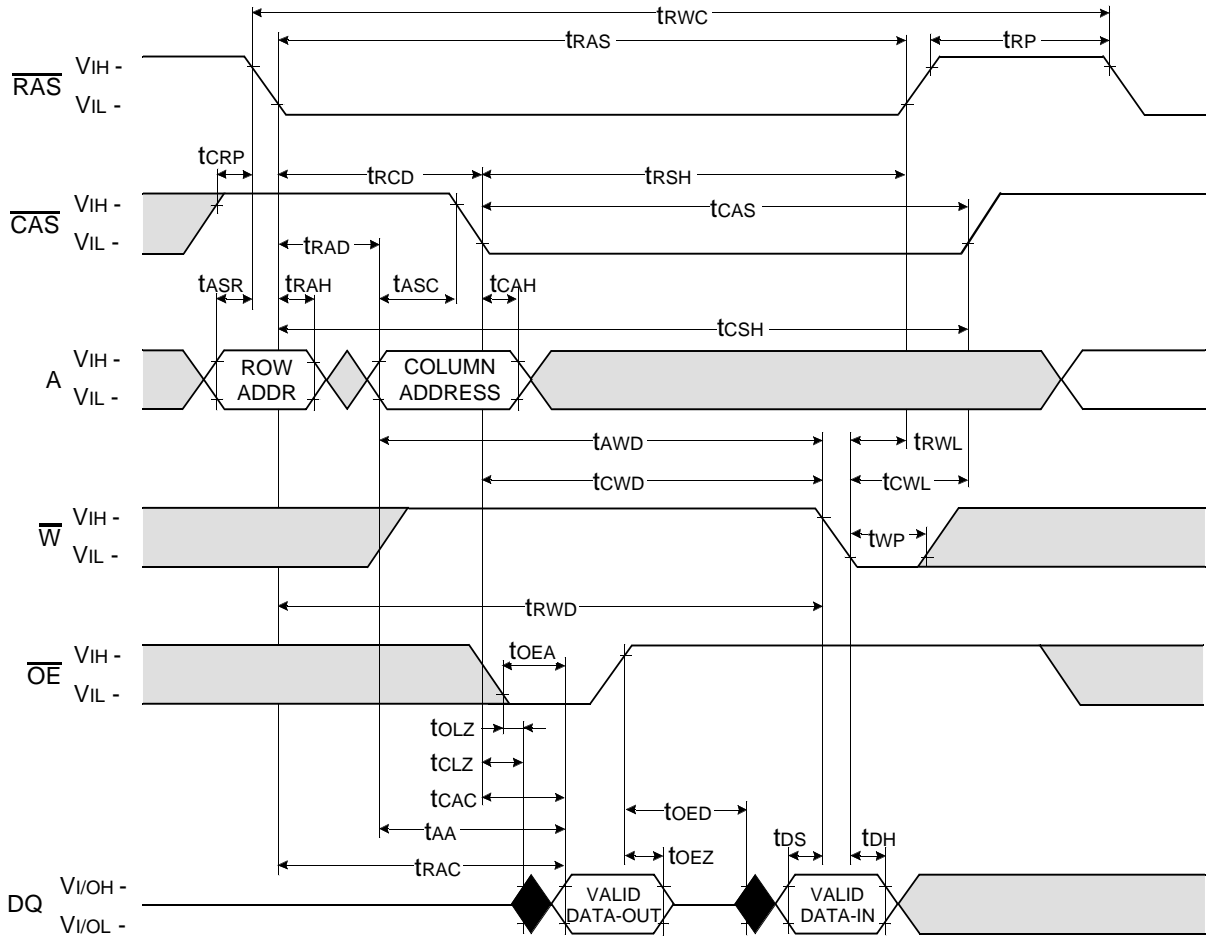 tRWC
tRAS
tRP
RAS
VIH -
VIL -
tCRP
tRCD
tRSH
CAS
VIH -
VIL -
tCAS
tRAD
tASR
tRAH
tASC
tCAH
tCSH
A
VIH -
VIL -
ROW
ADDR
COLUMN
ADDRESS
tAWD
tRWL
tCWD
tCWL
W
VIH -
VIL -
tWP
tRWD
OE
VIH -
VIL -
tOEA
tOLZ
tCLZ
tCAC
tOED
tAA
tDS
tDH
tOEZ
tRAC
DQ
VI/OH -
VI/OL -
VALID
DATA-OUT
VALID
DATA-IN